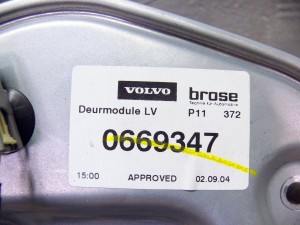 VOLVO brose
Technik für Automobile
Deurmodule LV P11 372
0669347
15:00 APPROVED 02.09.04